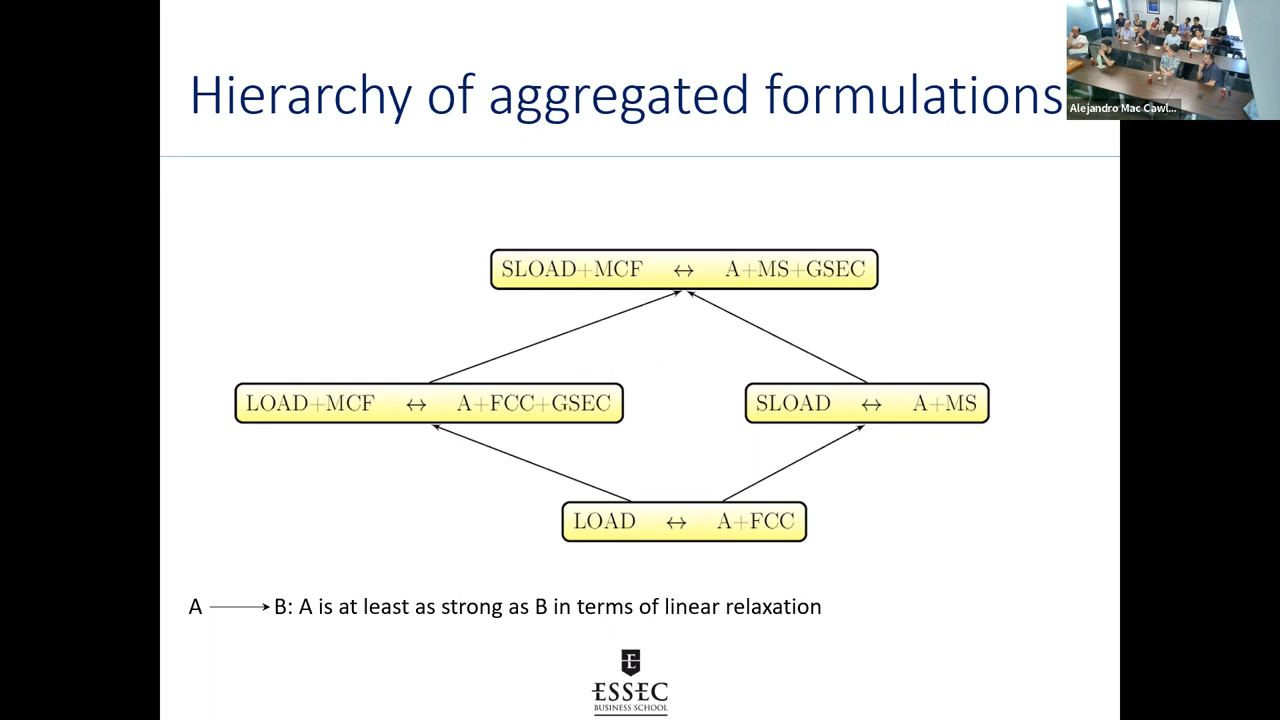 Hierarchy of aggregated formulations
Alejandro Mac Cawl...
SLOAD+MCF ↔ A+MS+GSEC
LOAD+MCF ↔ A+FCC+GSEC
SLOAD ↔ A+MS
LOAD ↔ A+FCC
A → B: A is at least as strong as B in terms of linear relaxation
E
ESSEC
BUSINESS SCHOOL